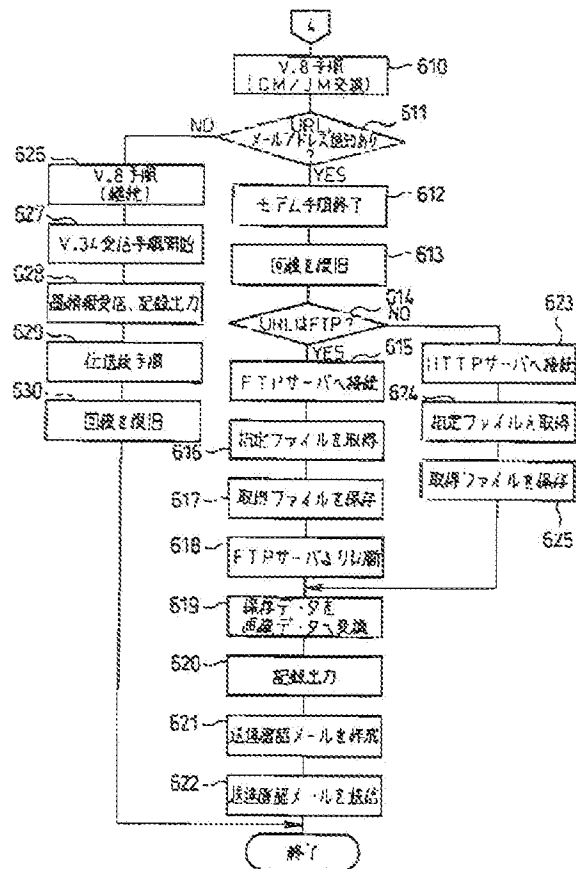 4
V.8手順
(CM/JM交換)
610
URL,
メールアドレス通知あり
?
611
NO
YES
626
V.8手順
(継続)
627
V.34受信手順開始
628
画情報受信、記録出力
629
伝送後手順
630
回線を復旧
モデム手順終了
612
回線を復旧
613
URLはFTP?
614
NO
YES
615
FTPサーバへ接続
616
指定ファイルを取得
617
取得ファイルを保存
618
FTPサーバより切断
623
HTTPサーバへ接続
624
指定ファイルを取得
取得ファイルを保存
625
619
保存データを
画像データへ変換
620
記録出力
621
送達確認メールを作成
622
送達確認メールを送信
終了